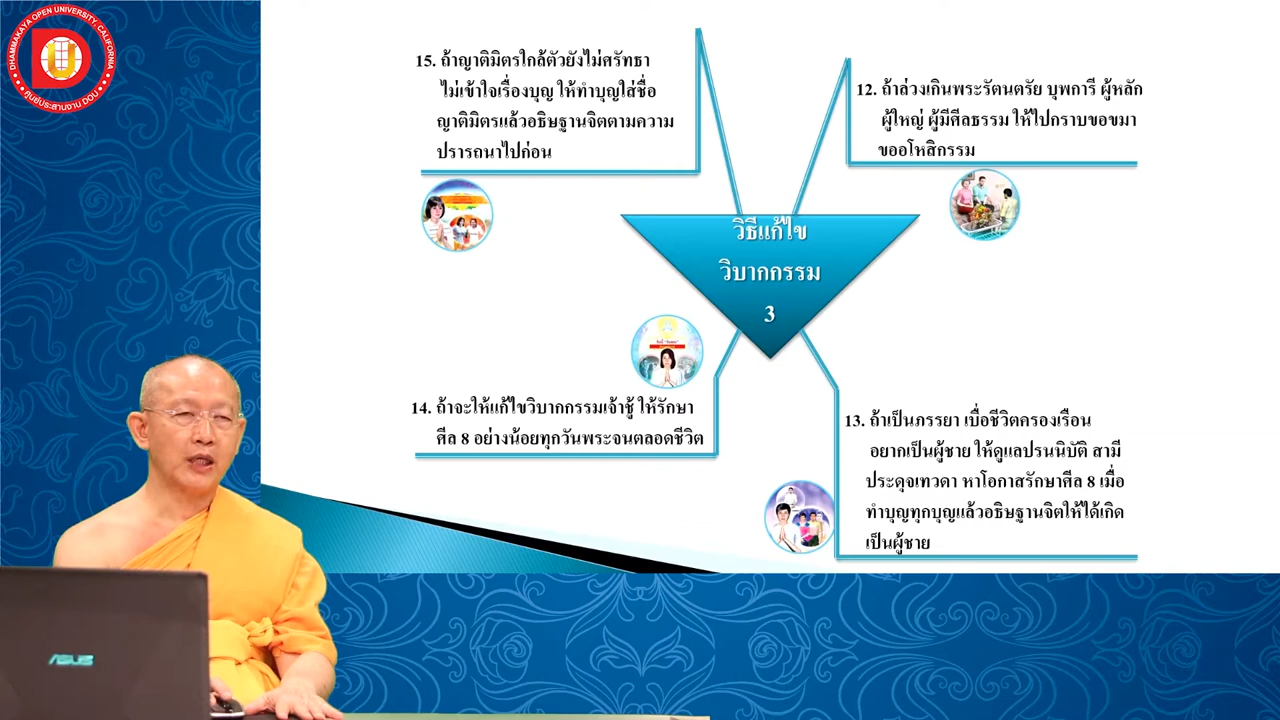 DHAMMAKAYA OPEN UNIVERSITY, CALIFORNIA
D
U
ศูนย์ประสานงาน DOU
15. ถ้าญาติมิตรใกล้ตัวยังไม่ศรัทธา
ไม่เข้าใจเรื่องบุญ ให้ทำบุญใส่ชื่อ
ญาติมิตรแล้วอธิษฐานจิตตามความ
ปรารถนาไปก่อน
12. ถ้าล่วงเกินพระรัตนตรัย บุพการี ผู้หลัก
ผู้ใหญ่ ผู้มีศีลธรรม ให้ไปกราบขอขมา
ขออโหสิกรรม
วิธีแก้ไข
วิบากกรรม
3
14. ถ้าจะให้แก้ไขวิบากกรรมเจ้าชู้ ให้รักษา
ศีล 8 อย่างน้อยทุกวันพระจนตลอดชีวิต
13. ถ้าเป็นภรรยา เบื่อชีวิตครองเรือน
อยากเป็นผู้ชาย ให้ดูแลปรนนิบัติ สามี
ประดุจเทวดา หาโอกาสรักษาศีล 8 เมื่อ
ทำบุญทุกบุญแล้วอธิษฐานจิตให้ได้เกิด
เป็นผู้ชาย
ASUS